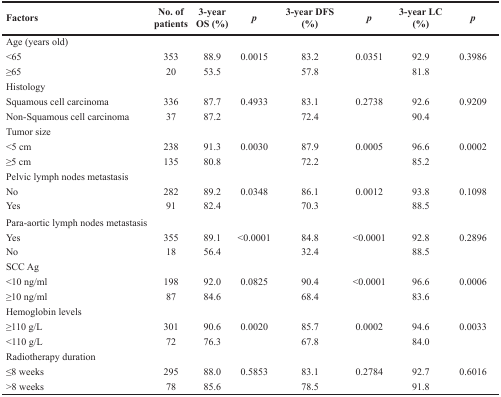 Factors No. of patients 3-year OS (%) p 3-year DFS (%) p 3-year LC (%) p
Age (years old)
<65 353 88.9 0.0015 83.2 0.0351 92.9 0.3986
≥65 20 53.5 57.8 81.8
Histology
Squamous cell carcinoma 336 87.7 0.4933 83.1 0.2738 92.6 0.9209
Non-Squamous cell carcinoma 37 87.2 72.4 90.4
Tumor size
<5 cm 238 91.3 0.0030 87.9 0.0005 96.6 0.0002
≥5 cm 135 80.8 72.2 85.2
Pelvic lymph nodes metastasis
No 282 89.2 0.0348 86.1 0.0012 93.8 0.1098
Yes 91 82.4 70.3 88.5
Para-aortic lymph nodes metastasis
Yes 355 89.1 <0.0001 84.8 <0.0001 92.8 0.2896
No 18 56.4 32.4 88.5
SCC Ag
<10 ng/ml 198 92.0 0.0825 90.4 <0.0001 96.6 0.0006
≥10 ng/ml 87 84.6 68.4 83.6
Hemoglobin levels
≥110 g/L 301 90.6 0.0020 85.7 0.0002 94.6 0.0033
<110 g/L 72 76.3 67.8 84.0
Radiotherapy duration
≤8 weeks 295 88.0 0.5853 83.1 0.2784 92.7 0.6016
>8 weeks 78 85.6 78.5 91.8